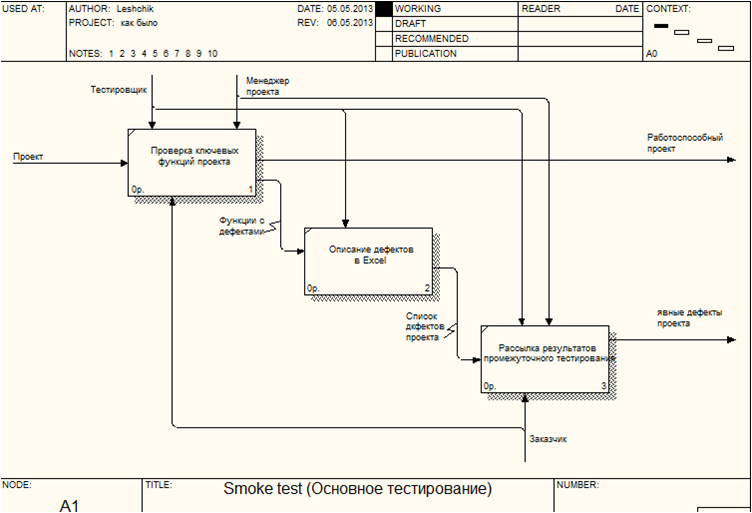 USED AT:
AUTHOR: Leshchik
DATE: 05.05.2013
PROJECT: как было
REV: 06.05.2013
NOTES: 1 2 3 4 5 6 7 8 9 10
WORKING
DRAFT
RECOMMENDED
PUBLICATION
READER
DATE
CONTEXT:
A0
Тестировщик
Менеджер
проекта
Проект
Проверка ключевых
функций проекта
0р.
1
Работоспособный
проект
Функции с
дефектами
Описание дефектов
в Excel
0р.
2
Список
дкфектов
проекта
явные дефекты
проекта
Рассылка результатов
промежуточного тестирования
0р.
3
Заказчик
NODE:
A1
TITLE:
Smoke test (Основное тестирование)
NUMBER: